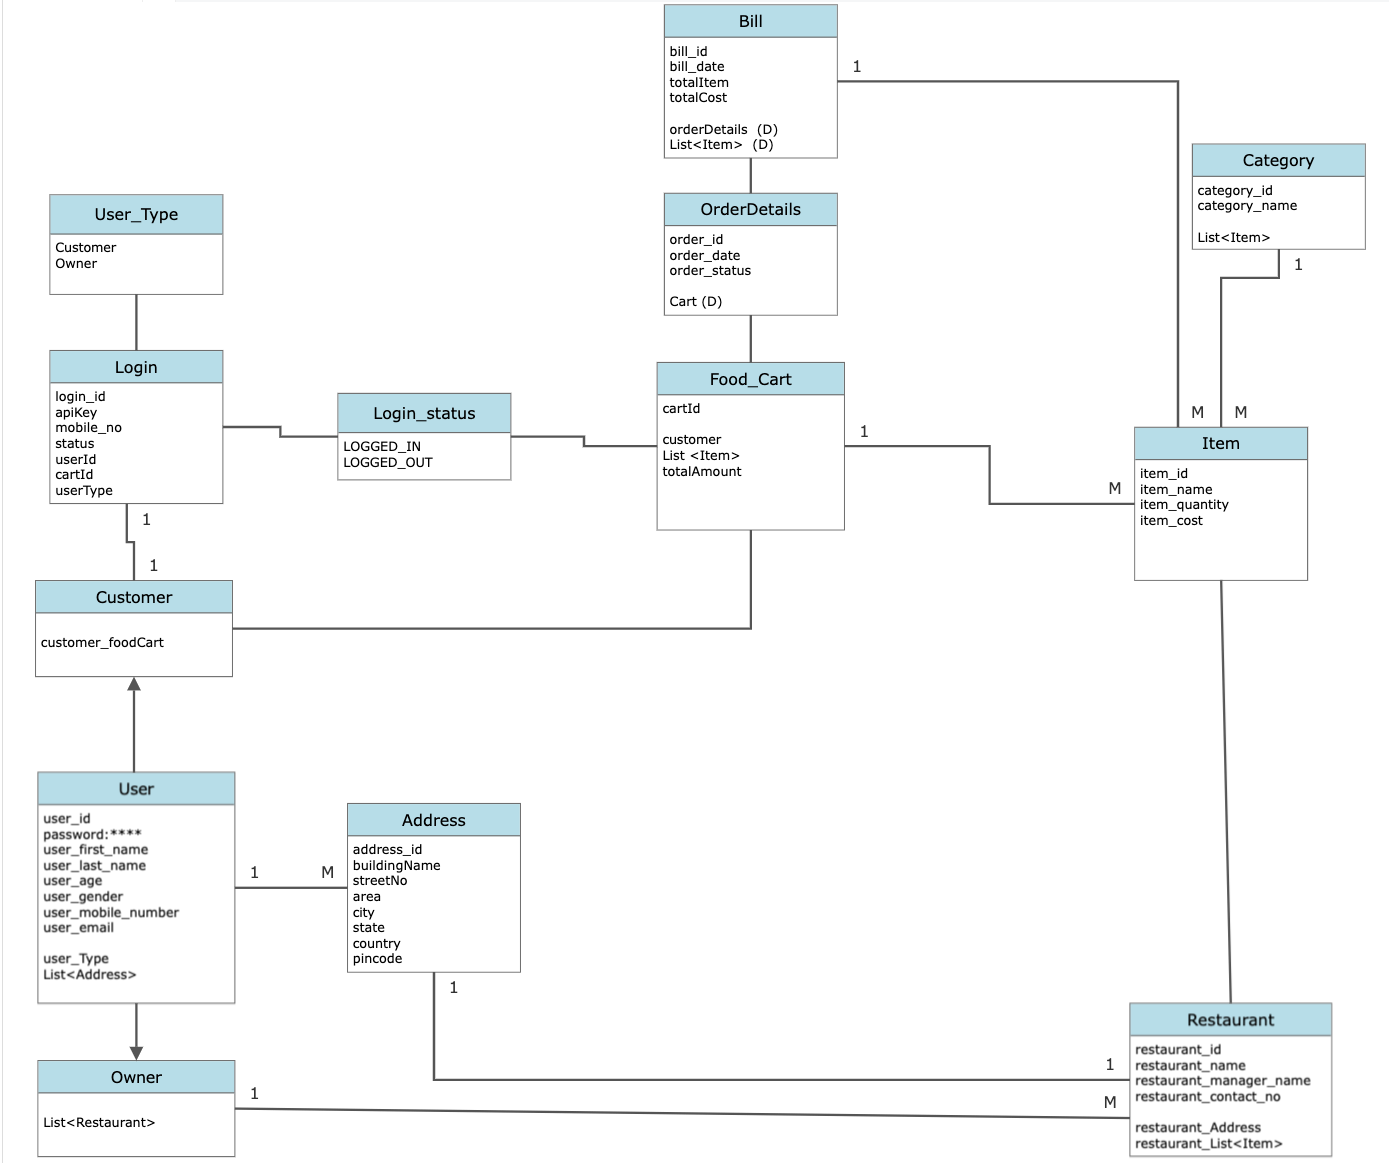 Bill
bill_id
bill_date
totalItem
totalCost
orderDetails  (D)
List<Item>  (D)
1
Category
category_id
category_name
List<Item>
1
User_Type
Customer
Owner
OrderDetails
order_id
order_date
order_status
Cart (D)
Login
login_id
apiKey
mobile_no
status
userId
cartId
userType
1
1
Login_status
LOGGED_IN
LOGGED_OUT
Food_Cart
cartId
customer
List <Item>
totalAmount
1
M
M
M
Item
item_id
item_name
item_quantity
item_cost
Customer
customer_foodCart
User
user_id
password:****
user_first_name
user_last_name
user_age
user_gender
user_mobile_number
user_email
user_Type
List<Address>
1
M
Address
address_id
buildingName
streetNo
area
city
state
country
pincode
1
1
Owner
List<Restaurant>
1
M
Restaurant
restaurant_id
restaurant_name
restaurant_manager_name
restaurant_contact_no
restaurant_Address
restaurant_List<Item>